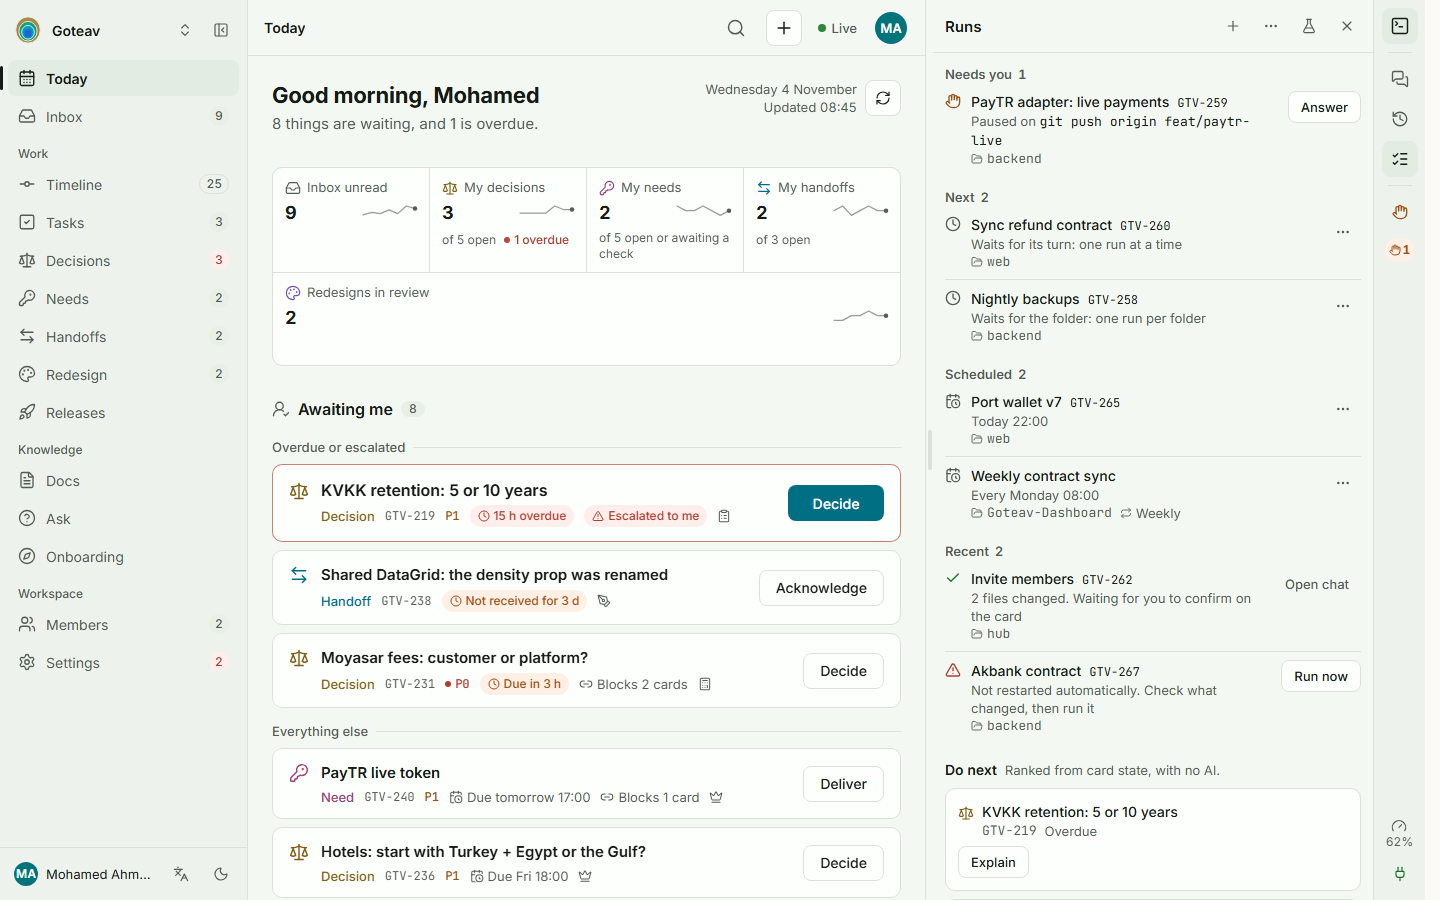 Goteav
Today
Inbox 9
Work
Timeline 25
Tasks 3
Decisions 3
Needs 2
Handoffs 2
Redesign 2
Releases
Knowledge
Docs
Ask
Onboarding
Workspace
Members 2
Settings 2
MA Mohamed Ahm...
Today
Live
MA
Good morning, Mohamed
8 things are waiting, and 1 is overdue.
Wednesday 4 November
Updated 08:45
Inbox unread
9
My decisions
3
of 5 open 1 overdue
My needs
2
of 5 open or awaiting a
check
My handoffs
2
of 3 open
Redesigns in review
2
Awaiting me 8
Overdue or escalated
KVKK retention: 5 or 10 years
Decision GTV-219 P1 15 h overdue Escalated to me
Decide
Shared DataGrid: the density prop was renamed
Handoff GTV-238 Not received for 3 d
Acknowledge
Moyasar fees: customer or platform?
Decision GTV-231 P0 Due in 3 h Blocks 2 cards
Decide
Everything else
PayTR live token
Need GTV-240 P1 Due tomorrow 17:00 Blocks 1 card
Deliver
Hotels: start with Turkey + Egypt or the Gulf?
Decision GTV-236 P1 Due Fri 18:00
Decide
Runs
Needs you 1
PayTR adapter: live payments GTV-259
Paused on git push origin feat/paytr-
live
backend
Answer
Next 2
Sync refund contract GTV-260
Waits for its turn: one run at a time
web
Nightly backups GTV-258
Waits for the folder: one run per folder
backend
Scheduled 2
Port wallet v7 GTV-265
Today 22:00
web
Weekly contract sync
Every Monday 08:00
Goteav-Dashboard Weekly
Recent 2
Invite members GTV-262
2 files changed. Waiting for you to confirm on
the card
hub
Open chat
Akbank contract GTV-267
Not restarted automatically. Check what
changed, then run it
backend
Run now
Do next Ranked from card state, with no AI.
KVKK retention: 5 or 10 years
GTV-219 Overdue
Explain
1
62%